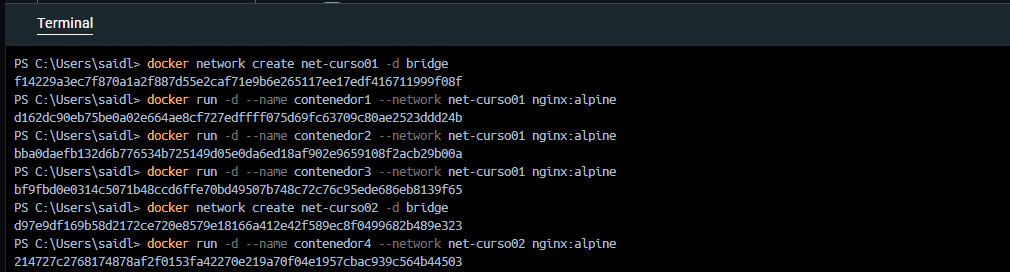 Terminal
PS C:\Users\saidl> docker network create net-curso01 -d bridge
f14229a3ec7f870a1a2f887d55e2caf71e9b6e265117ee17edf416711999f08f
PS C:\Users\saidl> docker run -d --name contenedor1 --network net-curso01 nginx:alpine
d162dc90eb75be0a02e664ae8cf727edffff075d69fc63709c80ae2523ddd24b
PS C:\Users\saidl> docker run -d --name contenedor2 --network net-curso01 nginx:alpine
bba0daefb132d6b776534b725149d05e0da6ed18af902e9659108f2acb29b00a
PS C:\Users\saidl> docker run -d --name contenedor3 --network net-curso01 nginx:alpine
bf9fbd0e0314c5071b48ccd6ffe70bd49507b748c72c76c95ede686eb8139f65
PS C:\Users\saidl> docker network create net-curso02 -d bridge
d97e9df169b58d2172ce720e8579e18166a412e42f589ec8f0499682b489e323
PS C:\Users\saidl> docker run -d --name contenedor4 --network net-curso02 nginx:alpine
214727c2768174878af2f0153fa42270e219a70f04e1957cbac939c564b44503